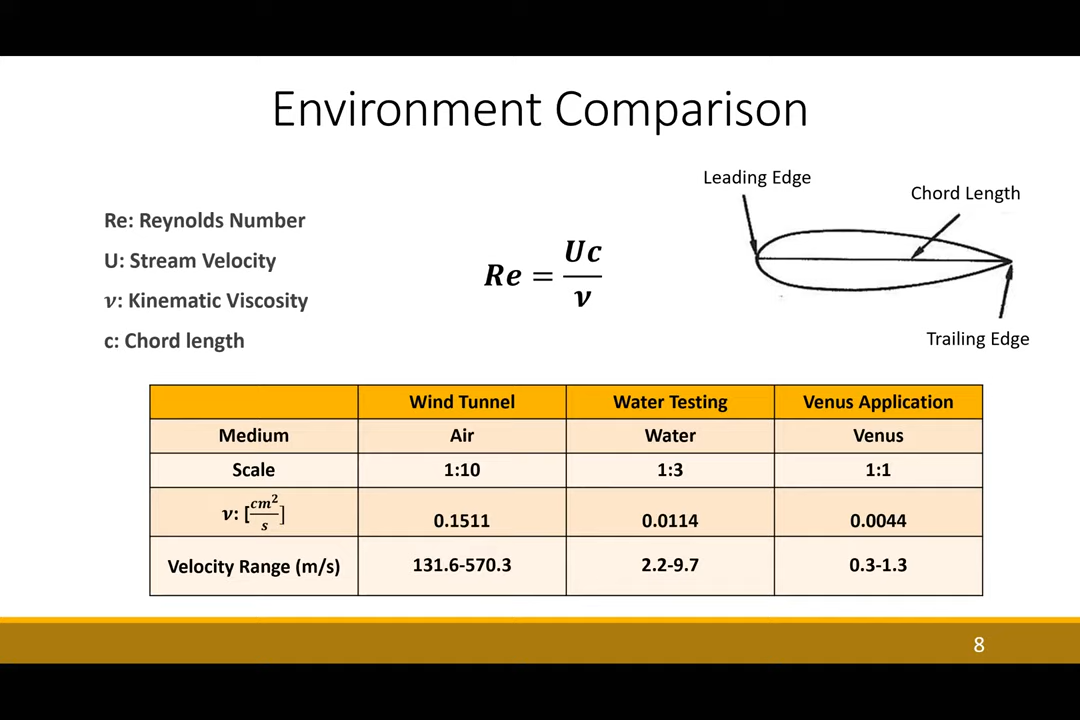 Environment Comparison
Leading Edge
Chord Length
Re: Reynolds Number
U: Stream Velocity
ν: Kinematic Viscosity
c: Chord length
Re = Uc/ν
Trailing Edge
Wind Tunnel Water Testing Venus Application
Medium Air Water Venus
Scale 1:10 1:3 1:1
ν: [cm²/s] 0.1511 0.0114 0.0044
Velocity Range (m/s) 131.6-570.3 2.2-9.7 0.3-1.3
8